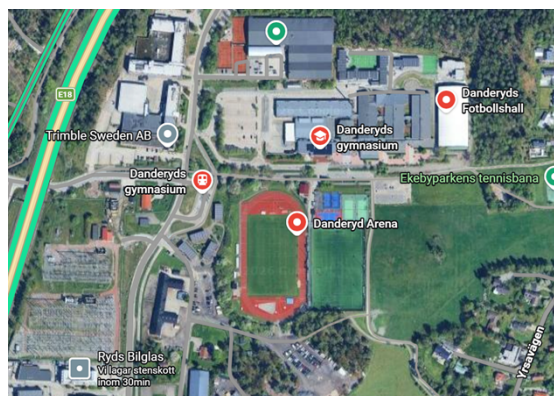 Danderyds
Fotbollshall
E18
Trimble Sweden AB
Danderyds
gymnasium
Danderyds
gymnasium
Ekebyparkens tennisbana
Danderyd Arena
Ryds Bilglas
Vi lagar stenskott
inom 30min
Yrsavägen